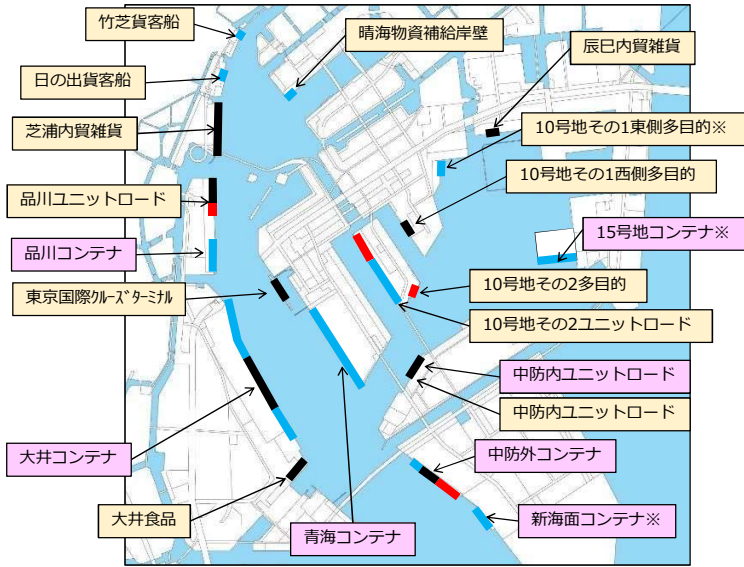 竹芝貨客船
晴海物資補給岸壁
辰巳内貿雑貨
日の出貨客船
芝浦内貿雑貨
10号地その1東側多目的※
10号地その1西側多目的
品川ユニットロード
15号地コンテナ※
品川コンテナ
10号地その2多目的
東京国際クルーズターミナル
10号地その2ユニットロード
中防内ユニットロード
中防内ユニットロード
大井コンテナ
中防外コンテナ
大井食品
青海コンテナ
新海面コンテナ※